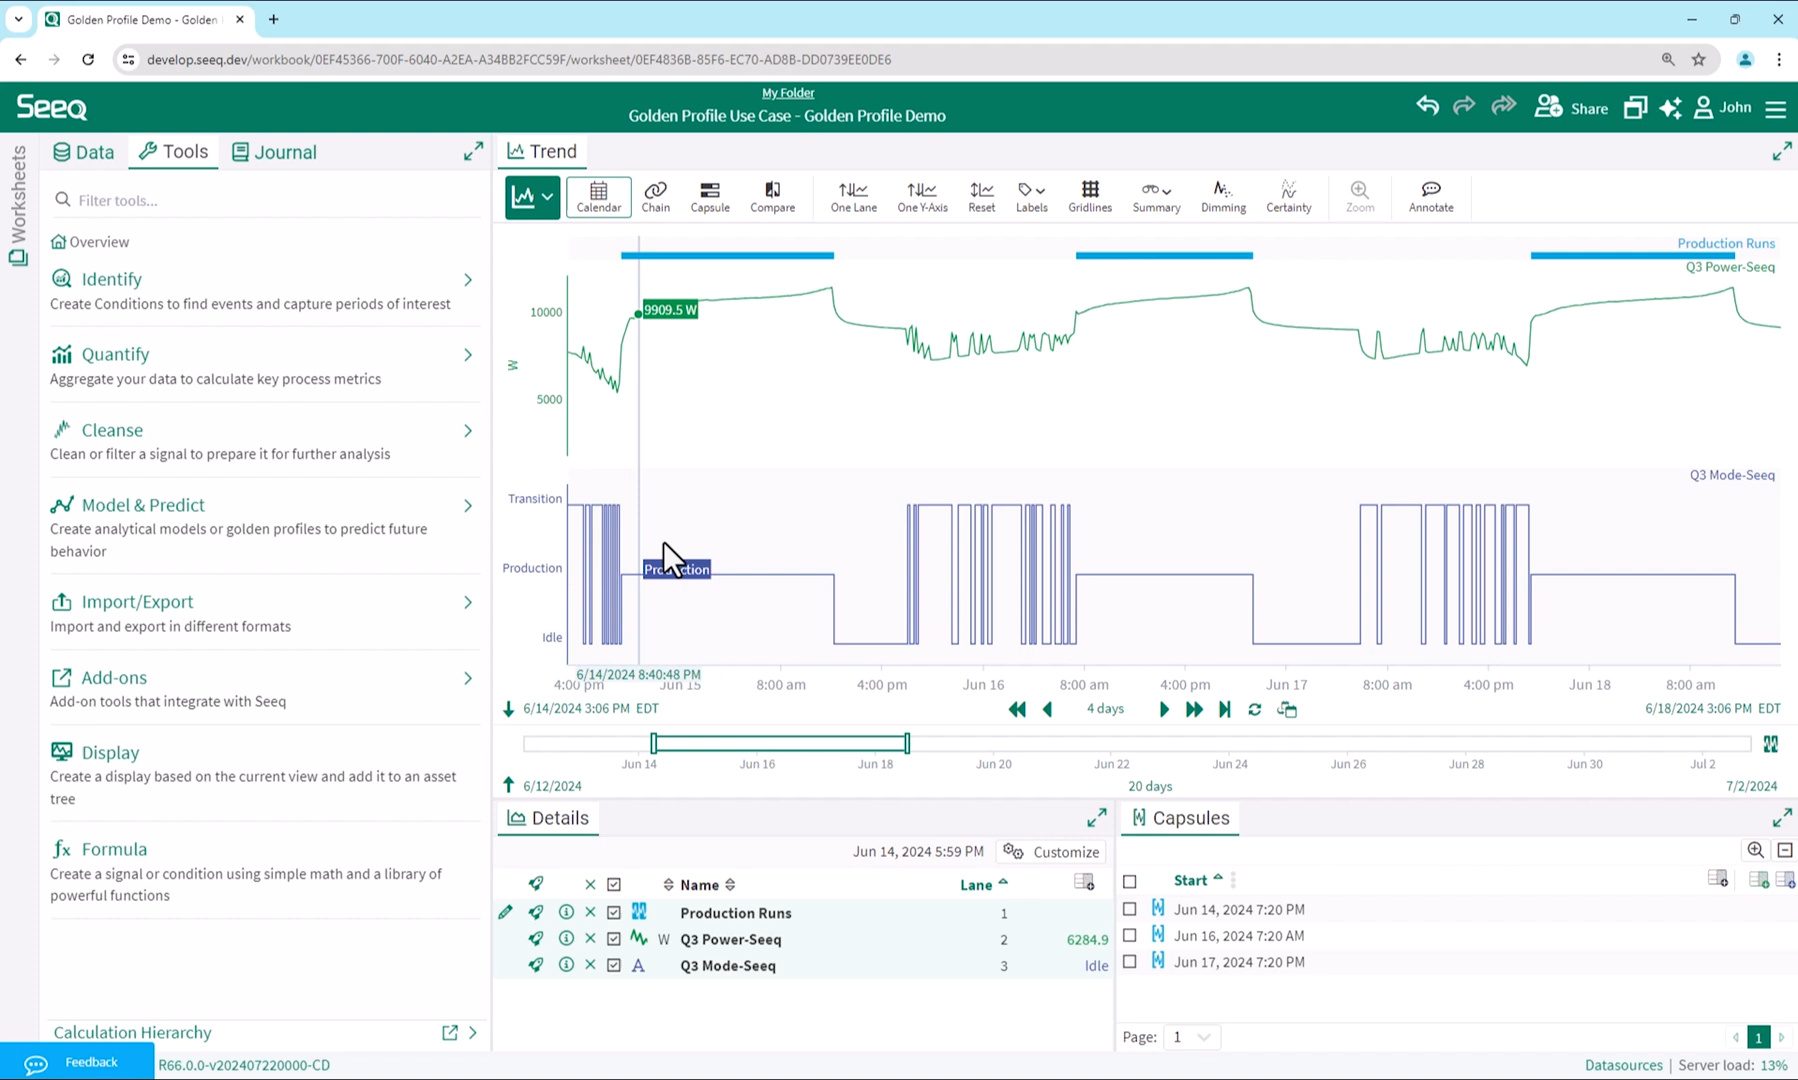 Golden Profile Demo - Golden
develop.seeq.dev/workbook/0EF45366-700F-6040-A2EA-A34BB2FCC59F/worksheet/0EF4836B-85F6-EC70-AD8B-DD0739EE0DE6
Seeq
My Folder
Golden Profile Use Case - Golden Profile Demo
Share
John
Worksheets
Data
Tools
Journal
Filter tools...
Overview
Identify
Create Conditions to find events and capture periods of interest
Quantify
Aggregate your data to calculate key process metrics
Cleanse
Clean or filter a signal to prepare it for further analysis
Model & Predict
Create analytical models or golden profiles to predict future
behavior
Import/Export
Import and export in different formats
Add-ons
Add-on tools that integrate with Seeq
Display
Create a display based on the current view and add it to an asset
tree
Formula
Create a signal or condition using simple math and a library of
powerful functions
Calculation Hierarchy
Trend
Calendar
Chain
Capsule
Compare
One Lane
One Y-Axis
Reset
Labels
Gridlines
Summary
Dimming
Certainty
Zoom
Annotate
Production Runs
Q3 Power-Seeq
10000
9909.5 W
W
5000
Q3 Mode-Seeq
Transition
Production
Production
Idle
6/14/2024 8:40:48 PM
4:00 pm Jun 15 8:00 am 4:00 pm Jun 16 8:00 am 4:00 pm Jun 17 8:00 am 4:00 pm Jun 18 8:00 am
6/14/2024 3:06 PM EDT
4 days
6/18/2024 3:06 PM EDT
Jun 14 Jun 16 Jun 18 Jun 20 Jun 22 Jun 24 Jun 26 Jun 28 Jun 30 Jul 2
6/12/2024
20 days
7/2/2024
Details
Jun 14, 2024 5:59 PM
Customize
Name
Lane
Production Runs 1
W Q3 Power-Seeq 2 6284.9
A Q3 Mode-Seeq 3 Idle
Capsules
Start
Jun 14, 2024 7:20 PM
Jun 16, 2024 7:20 AM
Jun 17, 2024 7:20 PM
Page: 1
1
Feedback
R66.0.0-v202407220000-CD
Datasources | Server load: 13%